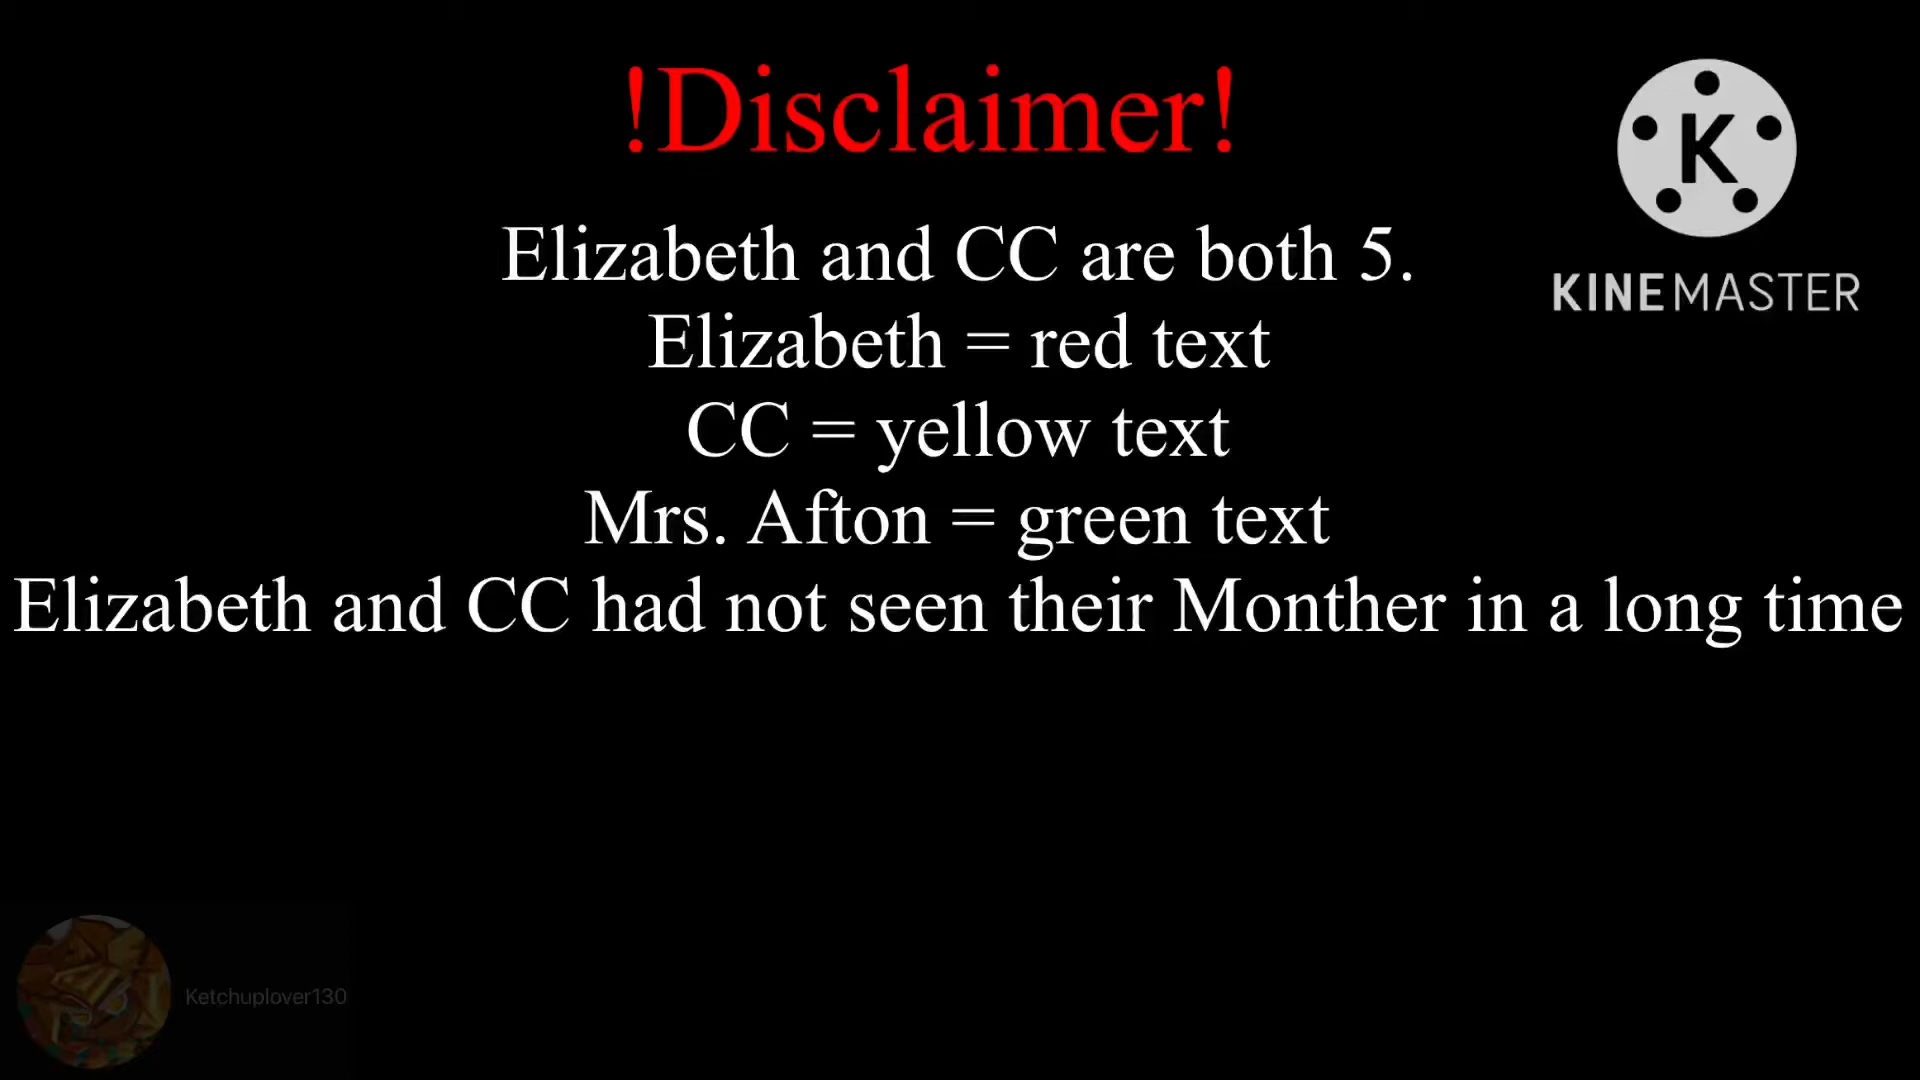 !Disclaimer!
Elizabeth and CC are both 5.
Elizabeth = red text
CC = yellow text
Mrs. Afton = green text
Elizabeth and CC had not seen their Monther in a long time
K
KINEMASTER
Ketchuplover130